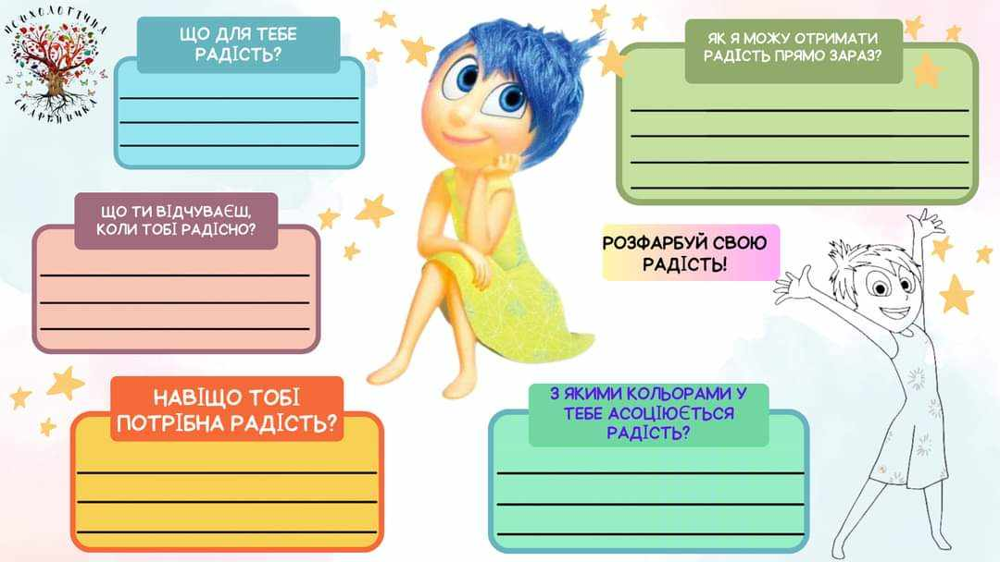 ПСИХОЛОГІЧНА
СКАРБНИЧКА
ЩО ДЛЯ ТЕБЕ
РАДІСТЬ?
ЯК Я МОЖУ ОТРИМАТИ
РАДІСТЬ ПРЯМО ЗАРАЗ?
ЩО ТИ ВІДЧУВАЄШ,
КОЛИ ТОБІ РАДІСНО?
РОЗФАРБУЙ СВОЮ
РАДІСТЬ!
НАВІЩО ТОБІ
ПОТРІБНА РАДІСТЬ?
З ЯКИМИ КОЛЬОРАМИ У
ТЕБЕ АСОЦІЮЄТЬСЯ
РАДІСТЬ?